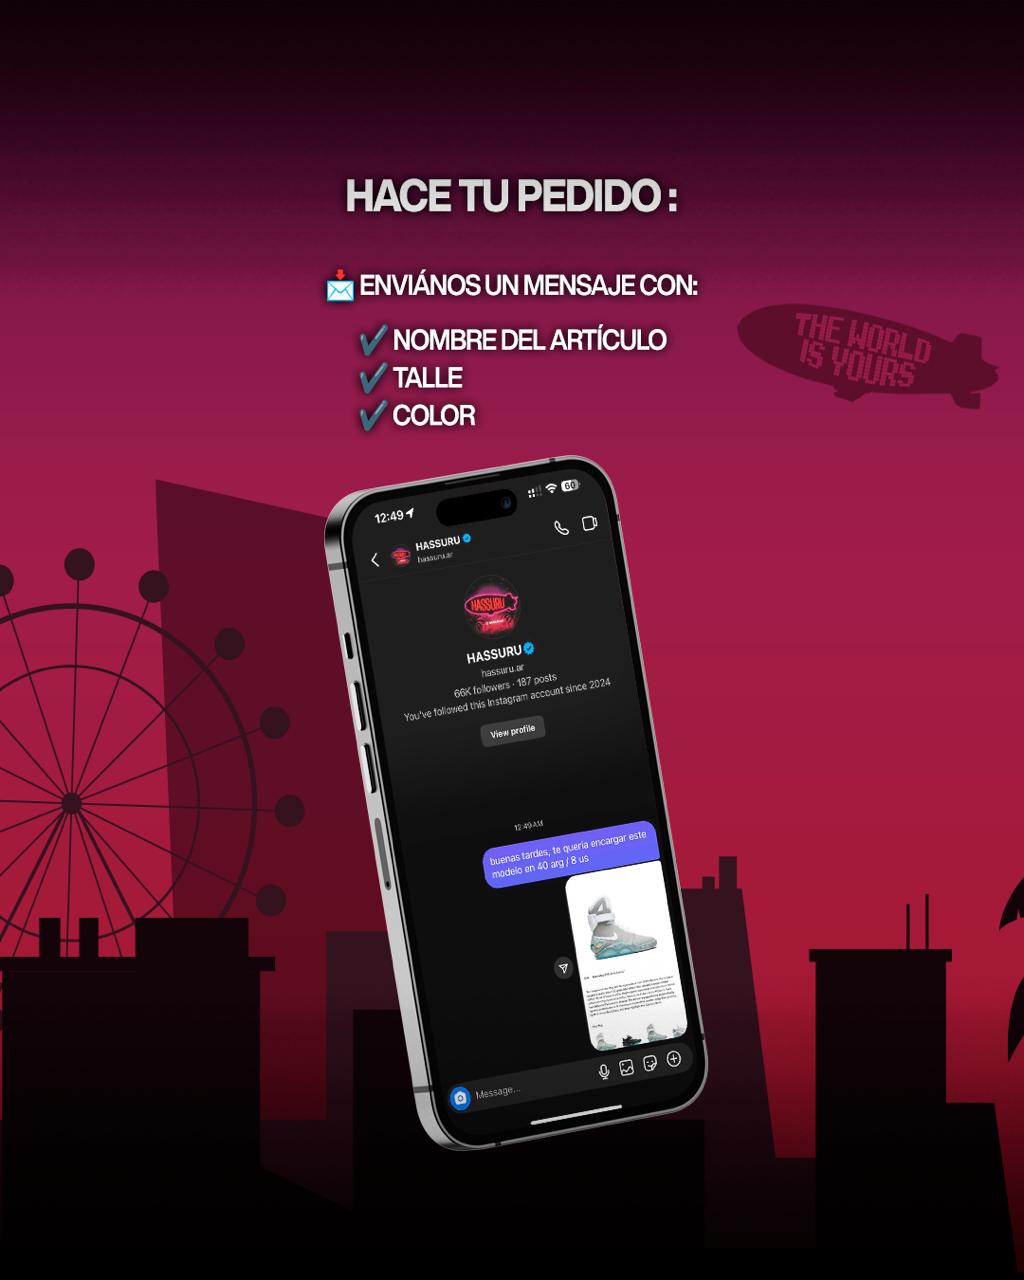 HACE TU PEDIDO :
📩 ENVIÁNOS UN MENSAJE CON:
✔️ NOMBRE DEL ARTÍCULO
✔️ TALLE
✔️ COLOR
THE WORLD
IS YOURS
12:49
60
HASSURU
hassuru.ar
HASSURU
HASSURU
hassuru.ar
66K followers · 187 posts
You've followed this Instagram account since 2024
View profile
12:49 AM
buenas tardes, te quería encargar este
modelo en 40 arg / 8 us
Message...